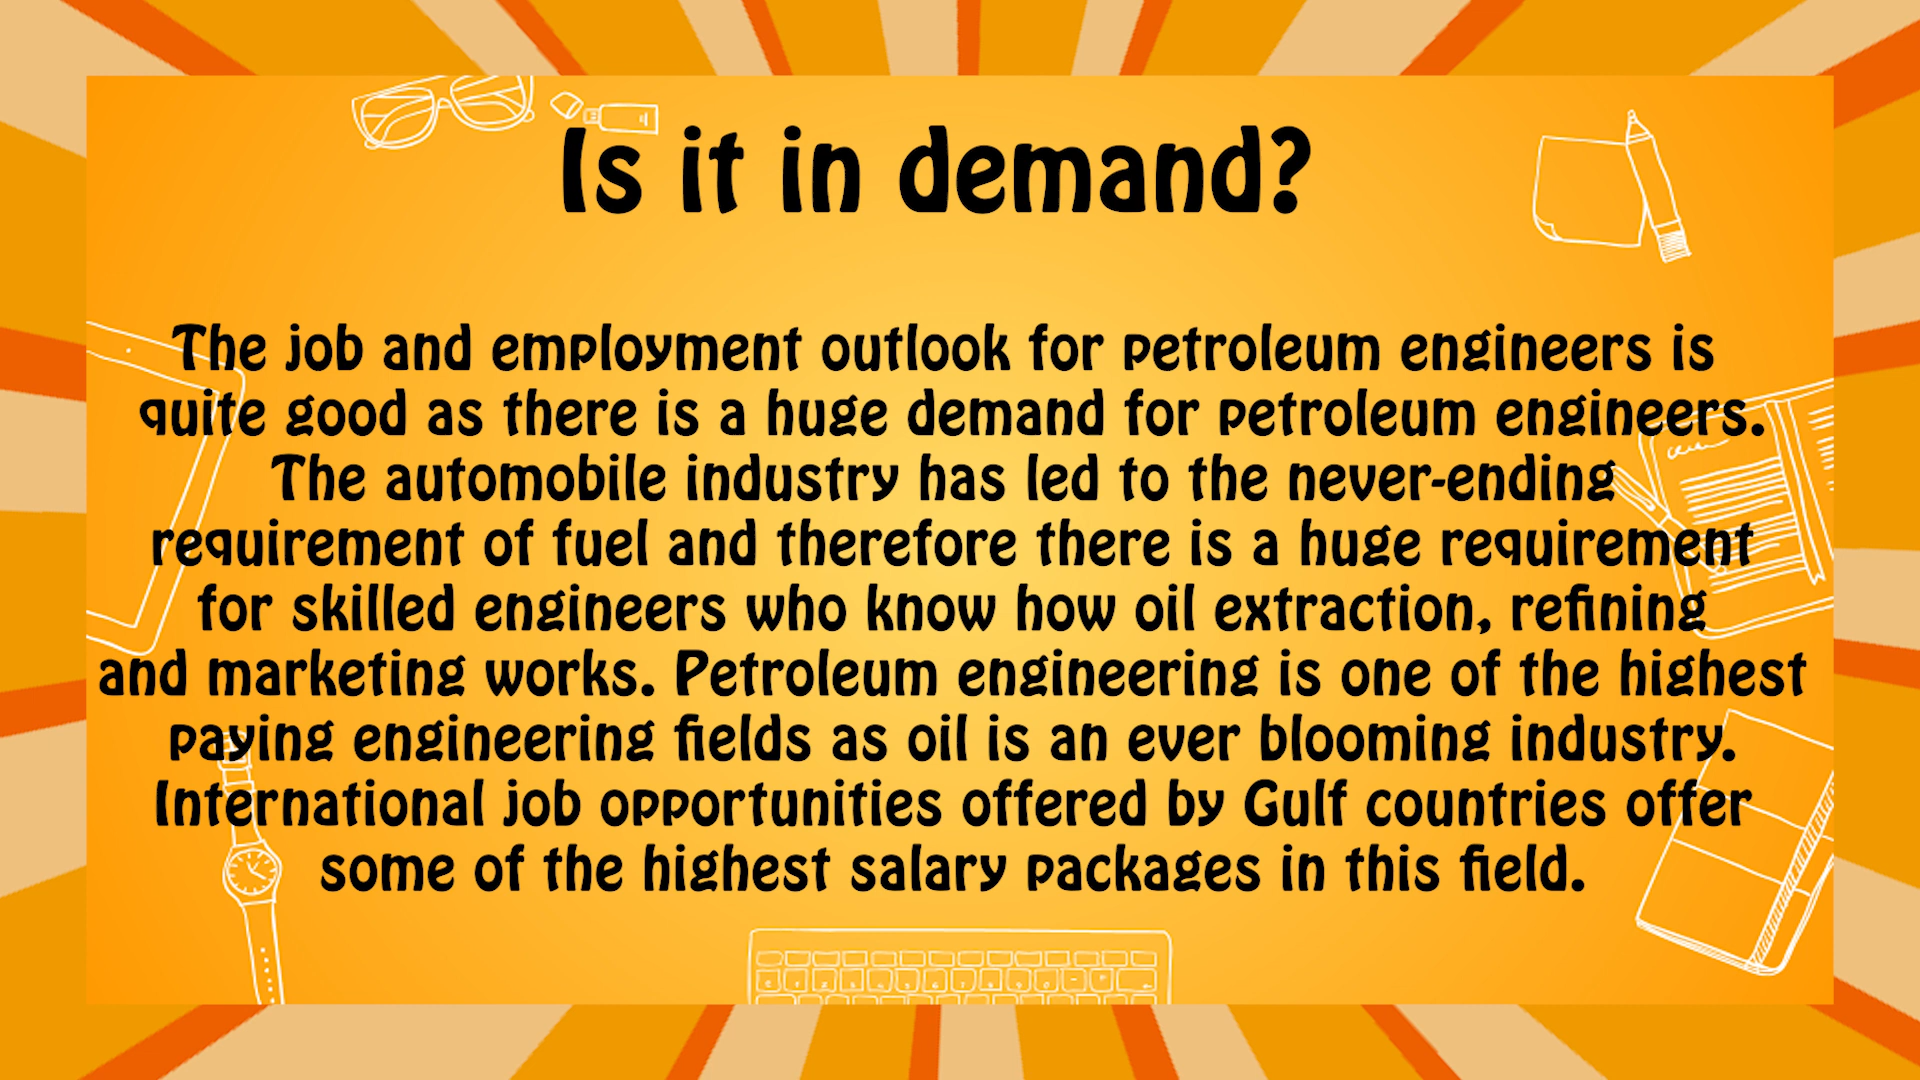 Is it in demand?
The job and employment outlook for petroleum engineers is
quite good as there is a huge demand for petroleum engineers.
The automobile industry has led to the never-ending
requirement of fuel and therefore there is a huge requirement
for skilled engineers who know how oil extraction, refining
and marketing works. Petroleum engineering is one of the highest
paying engineering fields as oil is an ever blooming industry.
International job opportunities offered by Gulf countries offer
some of the highest salary packages in this field.